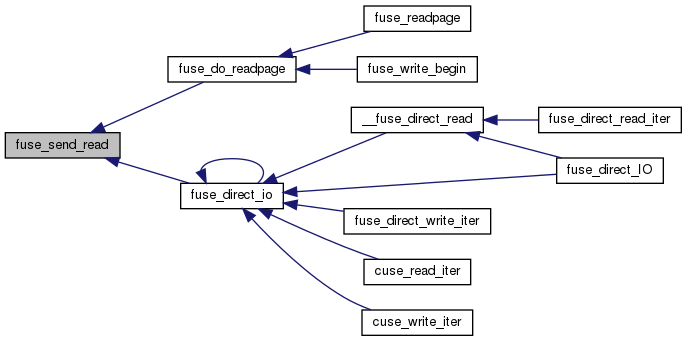 fuse_readpage
fuse_do_readpage
fuse_write_begin
__fuse_direct_read
fuse_direct_read_iter
fuse_send_read
fuse_direct_IO
fuse_direct_io
fuse_direct_write_iter
cuse_read_iter
cuse_write_iter